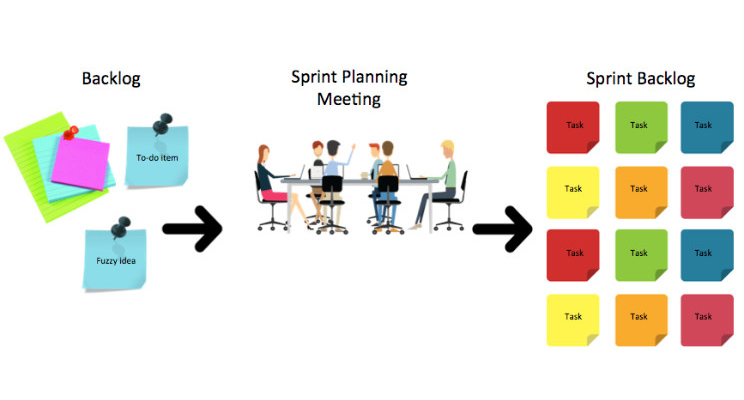 Backlog
Sprint Planning
Meeting
Sprint Backlog
To-do item
Fuzzy idea
Task
Task
Task
Task
Task
Task
Task
Task
Task
Task
Task
Task